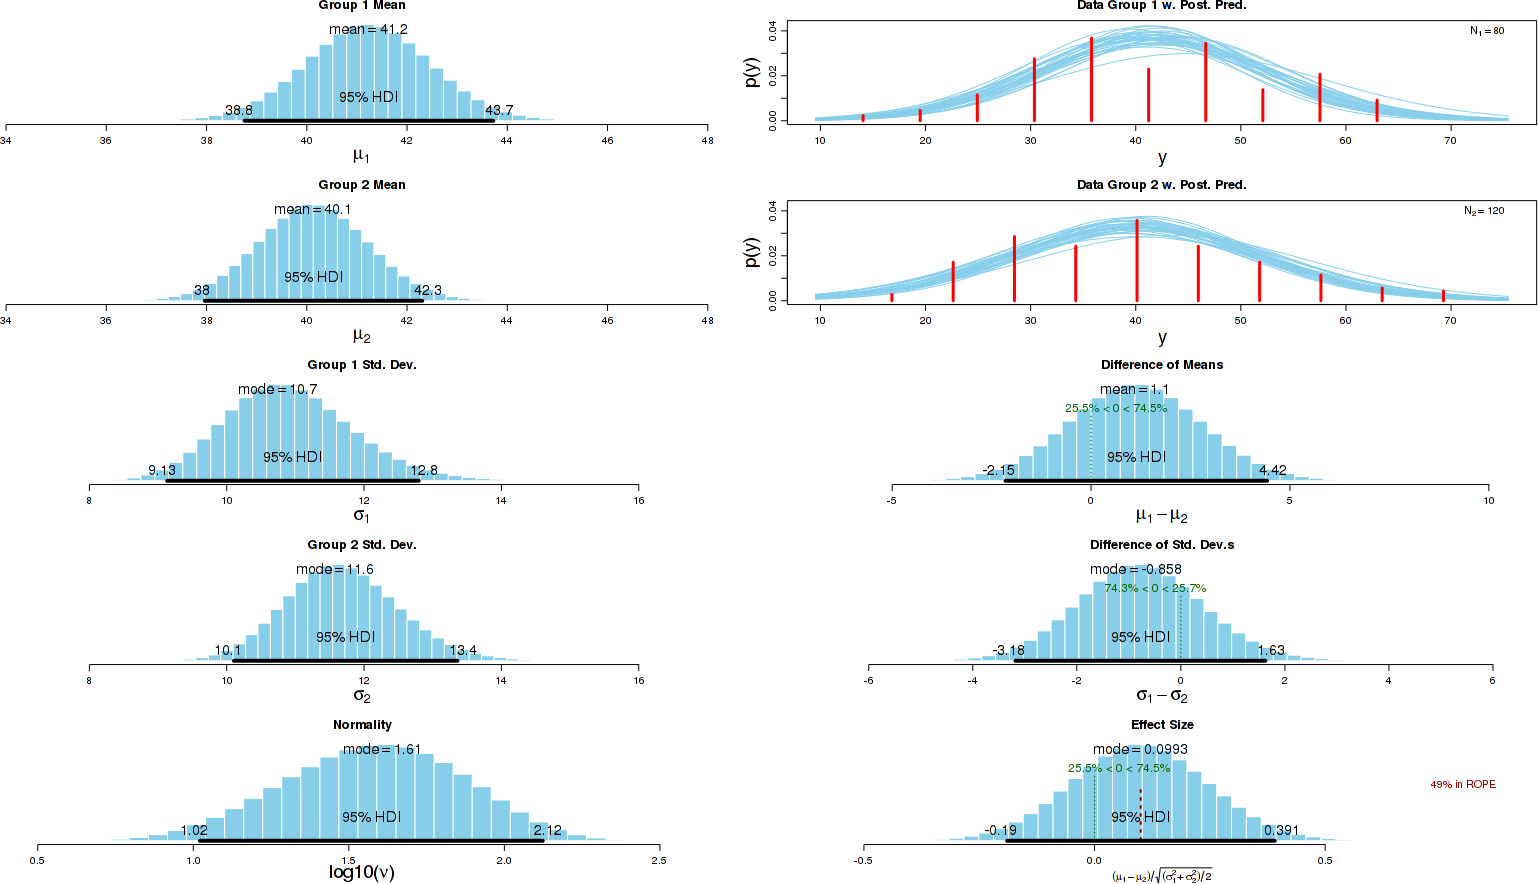 Group 1 Mean
mean = 41.2
95% HDI
38.8 43.7
34 36 38 40 42 44 46 48
μ1
Data Group 1 w. Post. Pred.
N1 = 80
p(y)
0.00 0.02 0.04
10 20 30 40 50 60 70
y
Group 2 Mean
mean = 40.1
95% HDI
38 42.3
34 36 38 40 42 44 46 48
μ2
Data Group 2 w. Post. Pred.
N2 = 120
p(y)
0.00 0.02 0.04
10 20 30 40 50 60 70
y
Group 1 Std. Dev.
mode = 10.7
95% HDI
9.13 12.8
8 10 12 14 16
σ1
Difference of Means
mean = 1.1
25.5% < 0 < 74.5%
95% HDI
-2.15 4.42
-5 0 5 10
μ1 − μ2
Group 2 Std. Dev.
mode = 11.6
95% HDI
10.1 13.4
8 10 12 14 16
σ2
Difference of Std. Dev.s
mode = -0.858
74.3% < 0 < 25.7%
95% HDI
-3.18 1.63
-6 -4 -2 0 2 4 6
σ1 − σ2
Normality
mode = 1.61
95% HDI
1.02 2.12
0.5 1.0 1.5 2.0 2.5
log10(ν)
Effect Size
mode = 0.0993
25.5% < 0 < 74.5%
49% in ROPE
95% HDI
-0.19 0.391
-0.5 0.0 0.5
(μ1 − μ2)/√(σ1² + σ2²)/2